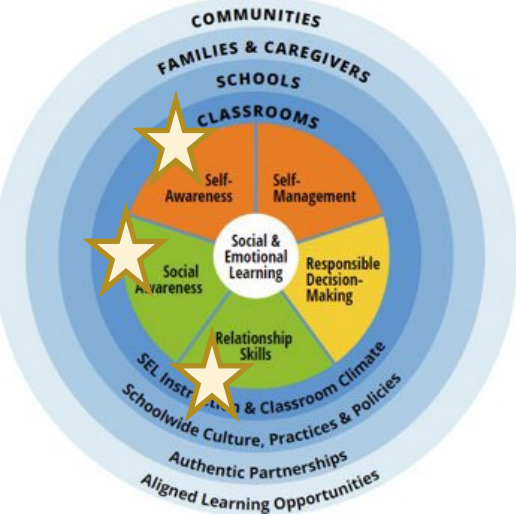 COMMUNITIES
FAMILIES & CAREGIVERS
SCHOOLS
CLASSROOMS
Self-
Awareness
Self-
Management
Social &
Emotional
Learning
Social
Awareness
Responsible
Decision-
Making
Relationship
Skills
SEL Instruction & Classroom Climate
Schoolwide Culture, Practices & Policies
Authentic Partnerships
Aligned Learning Opportunities